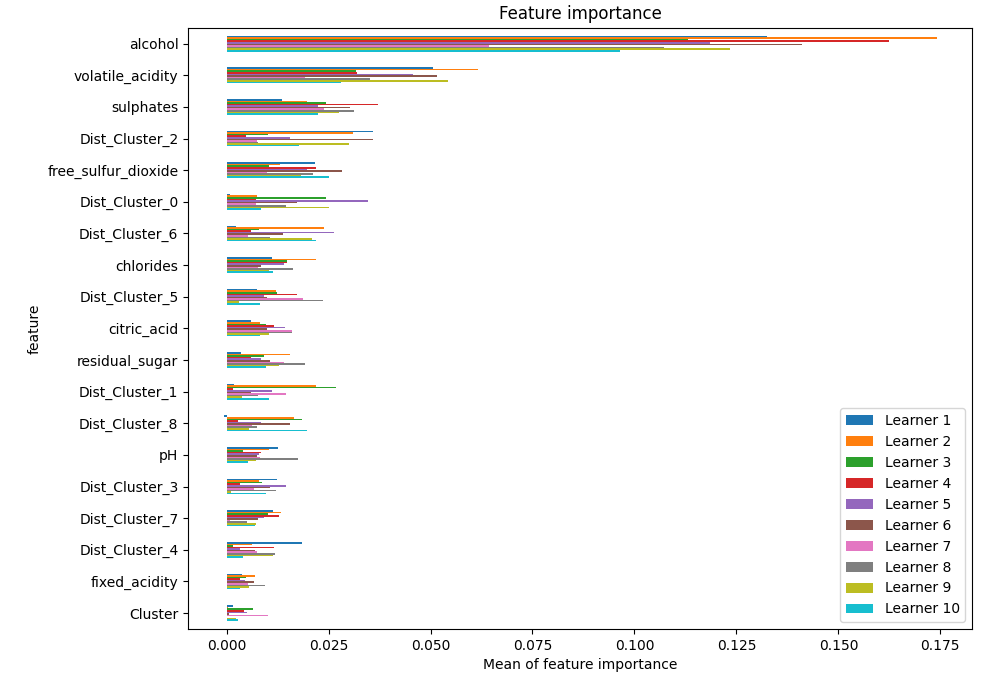 Feature importance
feature
alcohol
volatile_acidity
sulphates
Dist_Cluster_2
free_sulfur_dioxide
Dist_Cluster_0
Dist_Cluster_6
chlorides
Dist_Cluster_5
citric_acid
residual_sugar
Dist_Cluster_1
Dist_Cluster_8
pH
Dist_Cluster_3
Dist_Cluster_7
Dist_Cluster_4
fixed_acidity
Cluster
Learner 1
Learner 2
Learner 3
Learner 4
Learner 5
Learner 6
Learner 7
Learner 8
Learner 9
Learner 10
0.000 0.025 0.050 0.075 0.100 0.125 0.150 0.175
Mean of feature importance